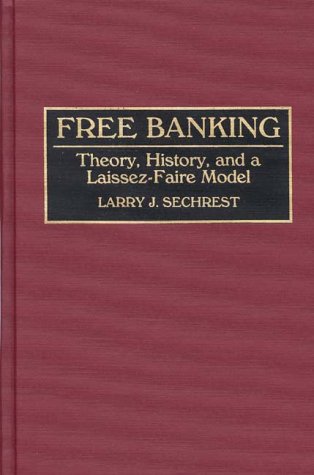 FREE BANKING
Theory, History, and a
Laissez-Faire Model
LARRY J. SECHREST